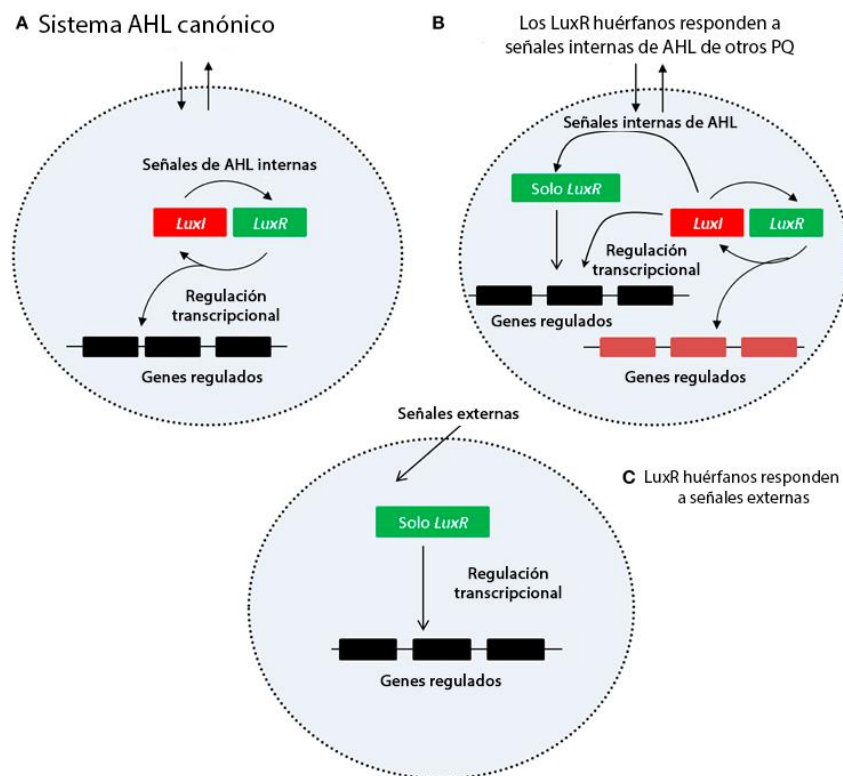 A Sistema AHL canónico
Señales de AHL internas
LuxI
LuxR
Regulación
transcripcional
Genes regulados
B Los LuxR huérfanos responden a
señales internas de AHL de otros PQ
Señales internas de AHL
Solo LuxR
LuxI
LuxR
Regulación
transcripcional
Genes regulados
Genes regulados
Señales externas
C LuxR huérfanos responden
a señales externas
Solo LuxR
Regulación
transcripcional
Genes regulados